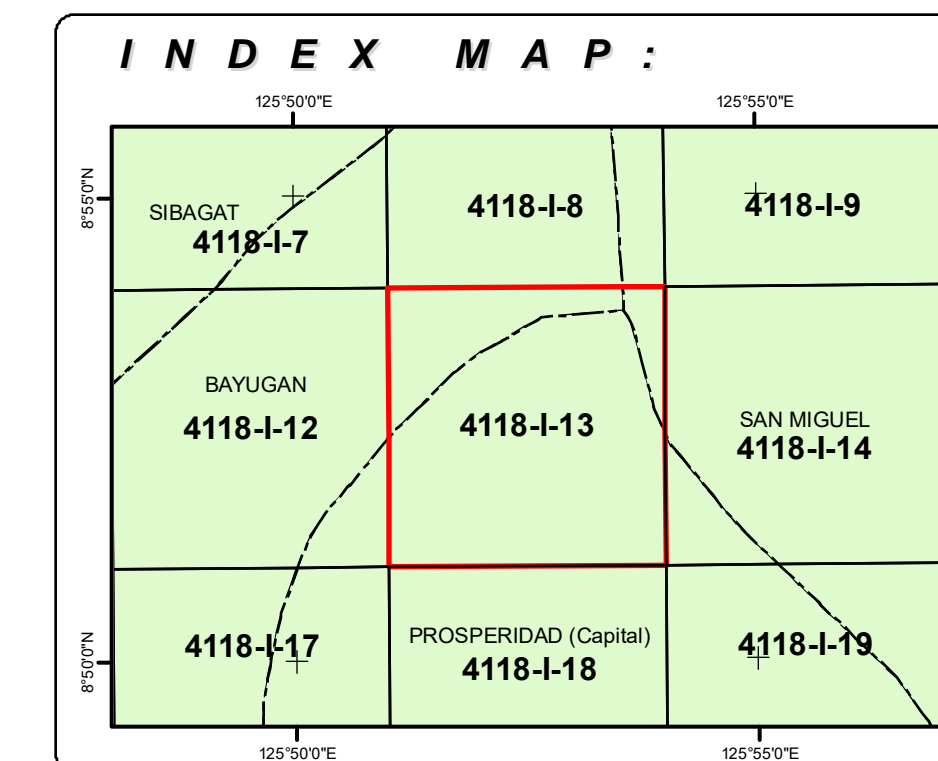 INDEX MAP:
125°50'0"E 125°55'0"E
8°55'0"N
SIBAGAT
4118-I-7
4118-I-8
4118-I-9
BAYUGAN
4118-I-12
4118-I-13
SAN MIGUEL
4118-I-14
8°50'0"N
4118-I-17
PROSPERIDAD (Capital)
4118-I-18
4118-I-19
125°50'0"E 125°55'0"E